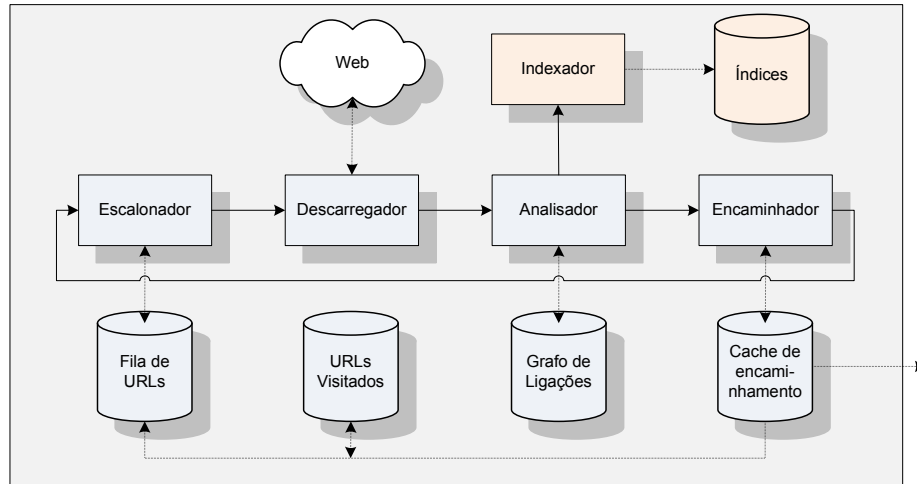 Web
Indexador
Índices
Escalonador
Descarregador
Analisador
Encaminhador
Fila de
URLs
URLs
Visitados
Grafo de
Ligações
Cache de
encami-
nhamento